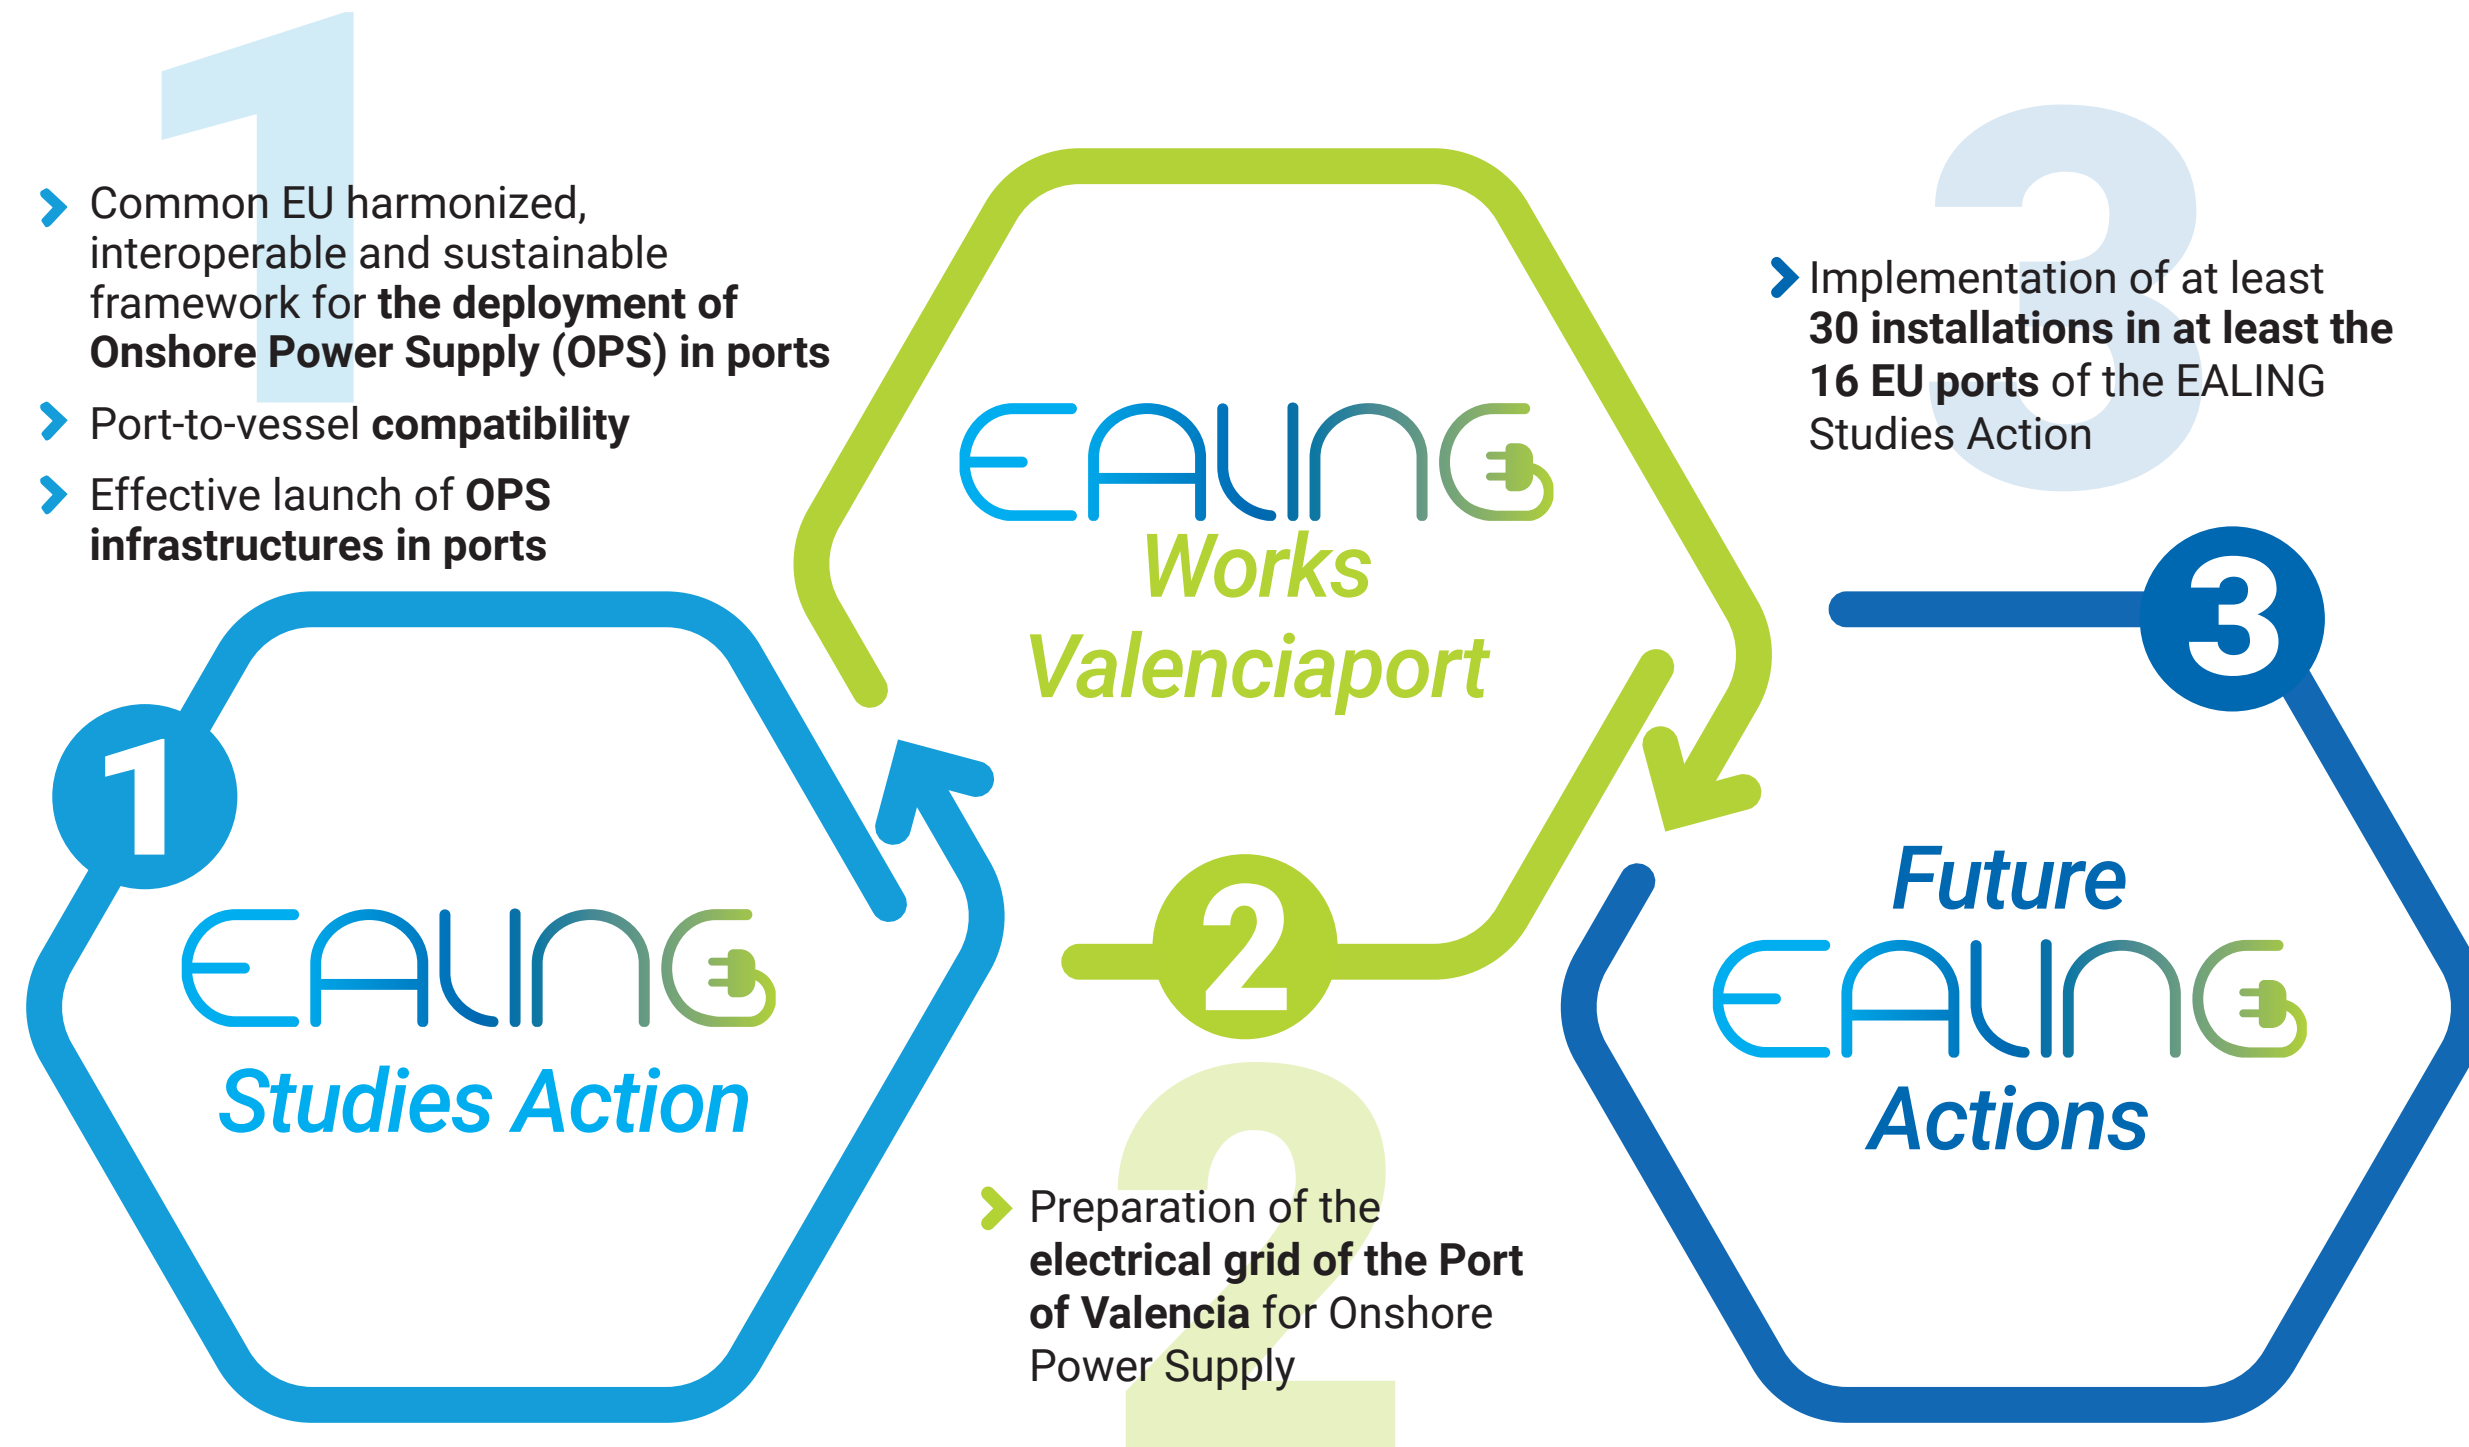 1
Common EU harmonized,
interoperable and sustainable
framework for the deployment of
Onshore Power Supply (OPS) in ports
Port-to-vessel compatibility
Effective launch of OPS
infrastructures in ports
1
EALING
Studies Action
EALING
Works
Valenciaport
2
2
Preparation of the
electrical grid of the Port
of Valencia for Onshore
Power Supply
3
Implementation of at least
30 installations in at least the
16 EU ports of the EALING
Studies Action
3
Future
EALING
Actions